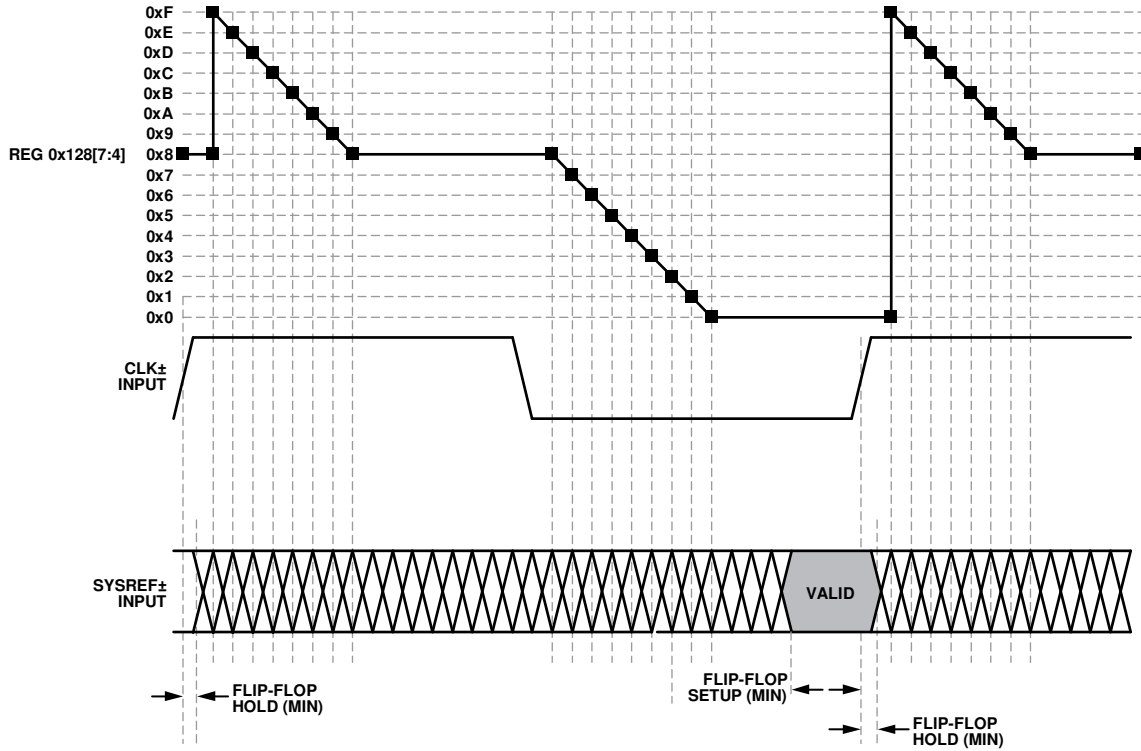 0xF
0xE
0xD
0xC
0xB
0xA
0x9
REG 0x128[7:4] 0x8
0x7
0x6
0x5
0x4
0x3
0x2
0x1
0x0
CLK±
INPUT
SYSREF±
INPUT
VALID
FLIP-FLOP
HOLD (MIN)
FLIP-FLOP
SETUP (MIN)
FLIP-FLOP
HOLD (MIN)